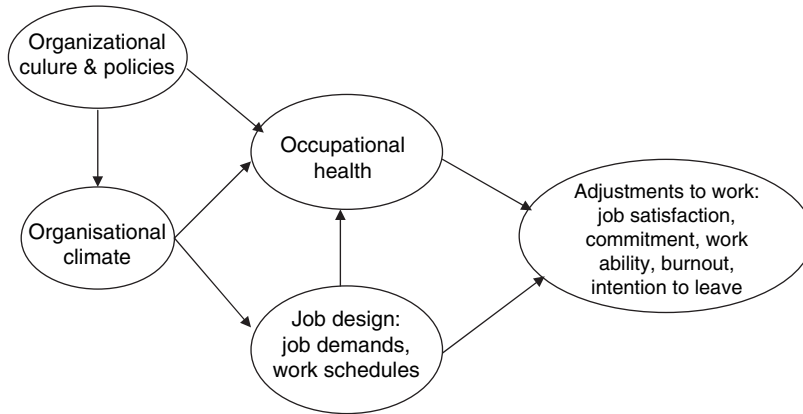 Organizational
culure & policies
Occupational
health
Organisational
climate
Adjustments to work:
job satisfaction,
commitment, work
ability, burnout,
intention to leave
Job design:
job demands,
work schedules